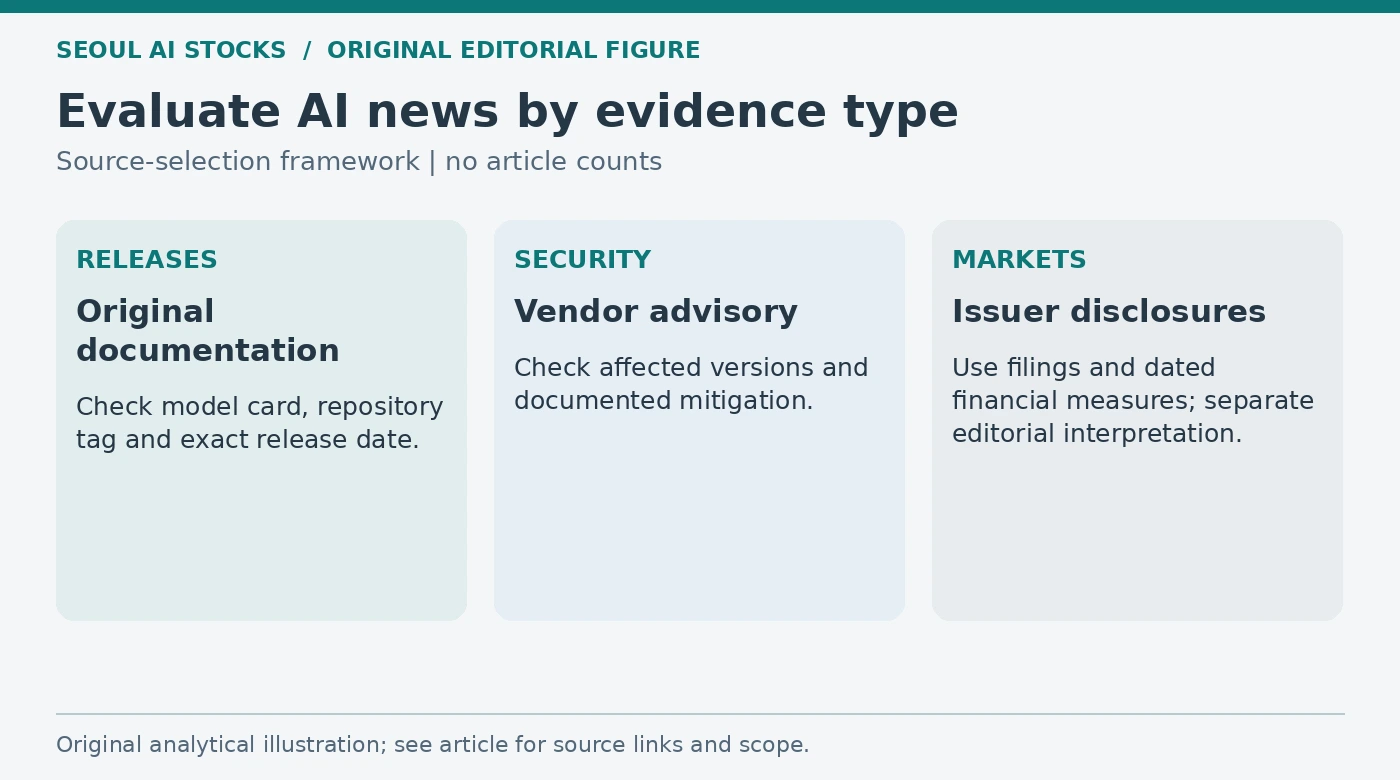 SEOUL AI STOCKS / ORIGINAL EDITORIAL FIGURE
Evaluate AI news by evidence type
Source-selection framework | no article counts
RELEASES
Original
documentation
Check model card, repository
tag and exact release date.
SECURITY
Vendor advisory
Check affected versions and
documented mitigation.
MARKETS
Issuer disclosures
Use filings and dated
financial measures; separate
editorial interpretation.
Original analytical illustration; see article for source links and scope.